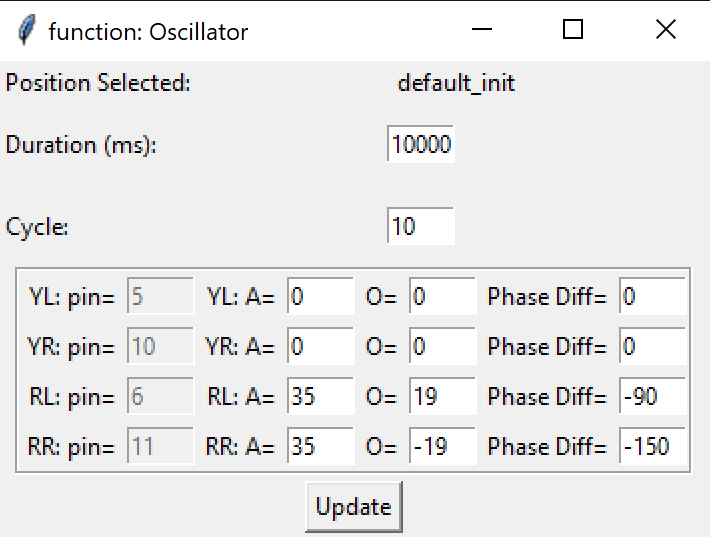 function: Oscillator
Position Selected: default_init
Duration (ms): 10000
Cycle: 10
YL: pin= 5 YL: A= 0 O= 0 Phase Diff= 0
YR: pin= 10 YR: A= 0 O= 0 Phase Diff= 0
RL: pin= 6 RL: A= 35 O= 19 Phase Diff= -90
RR: pin= 11 RR: A= 35 O= -19 Phase Diff= -150
Update